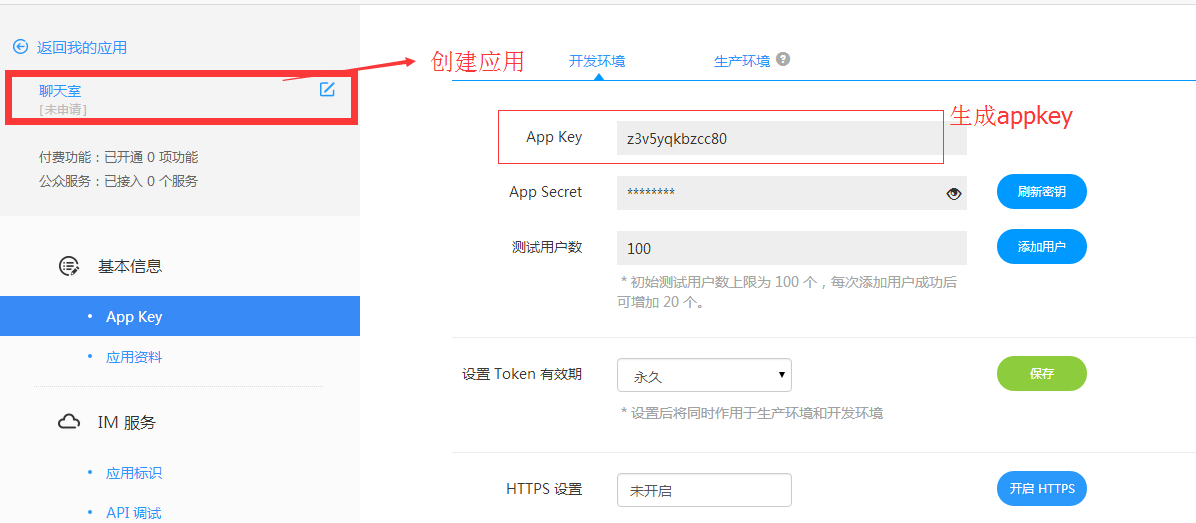 返回我的应用
聊天室
[未申请]
付费功能：已开通 0 项功能
公众服务：已接入 0 个服务
基本信息
App Key
应用资料
IM 服务
应用标识
API 调试
创建应用
开发环境
生产环境 ?
App Key
z3v5yqkbzcc80
生成appkey
App Secret
********
刷新密钥
测试用户数
100
添加用户
* 初始测试用户数上限为 100 个，每次添加用户成功后
可增加 20 个。
设置 Token 有效期
永久
保存
* 设置后将同时作用于生产环境和开发环境
HTTPS 设置
未开启
开启 HTTPS